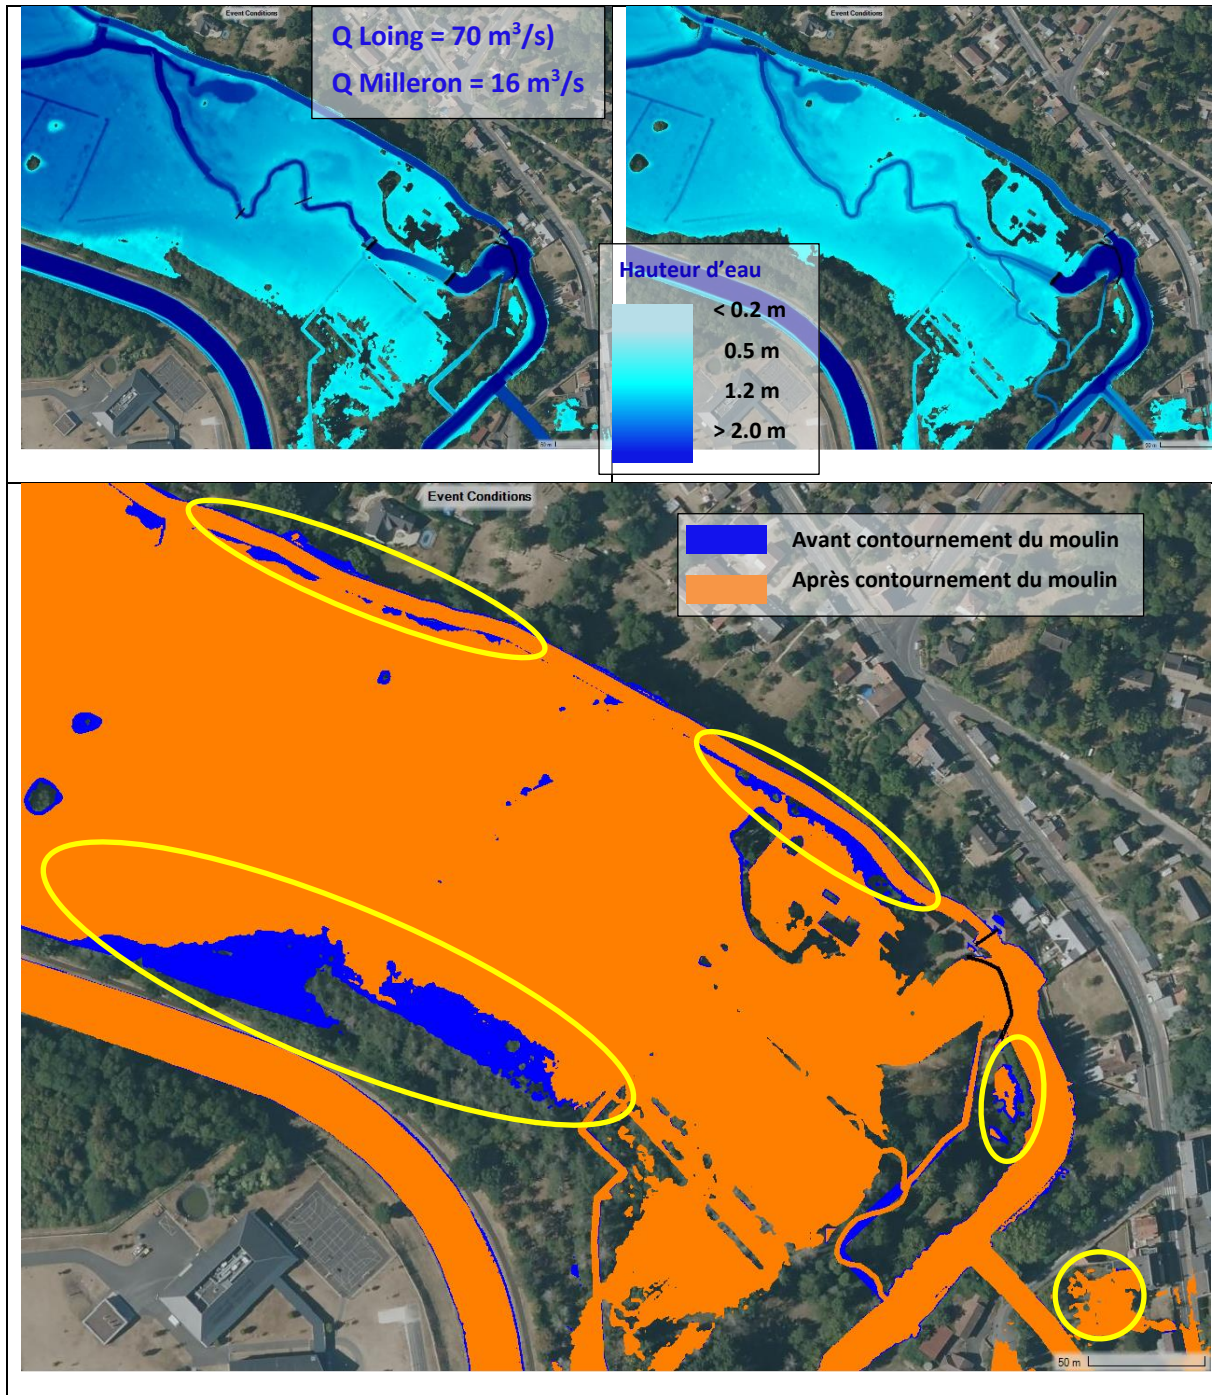 Event Conditions
Q Loing = 70 m³/s)
Q Milleron = 16 m³/s
Event Conditions
Hauteur d'eau
< 0.2 m
0.5 m
1.2 m
> 2.0 m
50 m
Event Conditions
Avant contournement du moulin
Après contournement du moulin
50 m